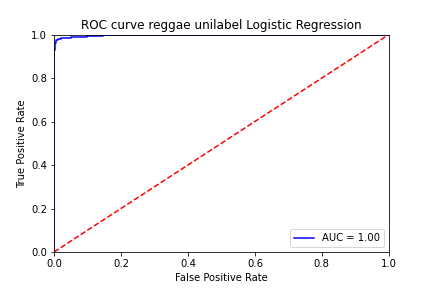 ROC curve reggae unilabel Logistic Regression
1.0
0.8
0.6
0.4
0.2
0.0
True Positive Rate
AUC = 1.00
0.0 0.2 0.4 0.6 0.8 1.0
False Positive Rate